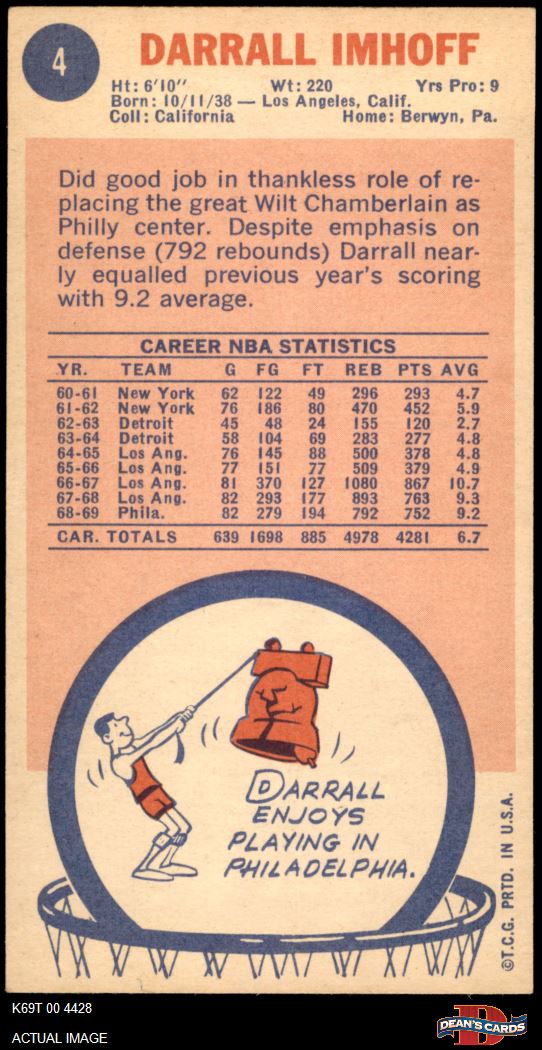 4
DARRALL IMHOFF
Ht: 6'10" Wt: 220 Yrs Pro: 9
Born: 10/11/38 — Los Angeles, Calif.
Coll: California Home: Berwyn, Pa.
Did good job in thankless role of re-
placing the great Wilt Chamberlain as
Philly center. Despite emphasis on
defense (792 rebounds) Darrall near-
ly equalled previous year's scoring
with 9.2 average.
CAREER NBA STATISTICS
YR. TEAM G FG FT REB PTS AVG
60-61 New York 62 122 49 296 293 4.7
61-62 New York 76 186 80 470 452 5.9
62-63 Detroit 45 48 24 155 120 2.7
63-64 Detroit 58 104 69 283 277 4.8
64-65 Los Ang. 76 145 88 500 378 4.8
65-66 Los Ang. 77 151 77 509 379 4.9
66-67 Los Ang. 81 370 127 1080 867 10.7
67-68 Los Ang. 82 293 177 893 763 9.3
68-69 Phila. 82 279 194 792 752 9.2
CAR. TOTALS 639 1698 885 4978 4281 6.7
DARRALL
ENJOYS
PLAYING IN
PHILADELPHIA.
©T.C.G. PRTD. IN U.S.A.
K69T 00 4428
ACTUAL IMAGE
D
DEAN'S CARDS